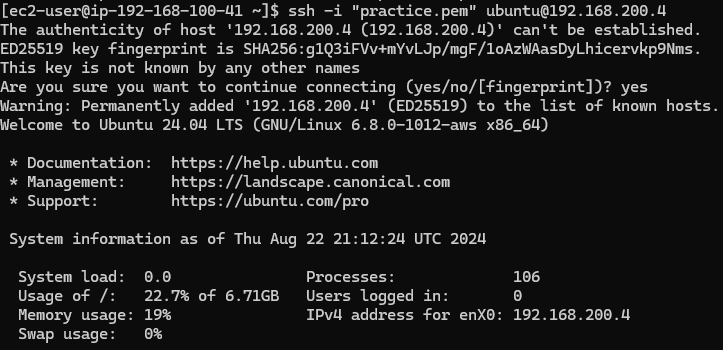 [ec2-user@ip-192-168-100-41 ~]$ ssh -i "practice.pem" ubuntu@192.168.200.4
The authenticity of host '192.168.200.4 (192.168.200.4)' can't be established.
ED25519 key fingerprint is SHA256:g1Q3iFVv+mYvLJp/mgF/1oAzWAasDyLhicervkp9Nms.
This key is not known by any other names
Are you sure you want to continue connecting (yes/no/[fingerprint])? yes
Warning: Permanently added '192.168.200.4' (ED25519) to the list of known hosts.
Welcome to Ubuntu 24.04 LTS (GNU/Linux 6.8.0-1012-aws x86_64)
* Documentation:  https://help.ubuntu.com
* Management:     https://landscape.canonical.com
* Support:        https://ubuntu.com/pro
System information as of Thu Aug 22 21:12:24 UTC 2024
System load:  0.0               Processes:             106
Usage of /:   22.7% of 6.71GB   Users logged in:       0
Memory usage: 19%               IPv4 address for enX0: 192.168.200.4
Swap usage:   0%